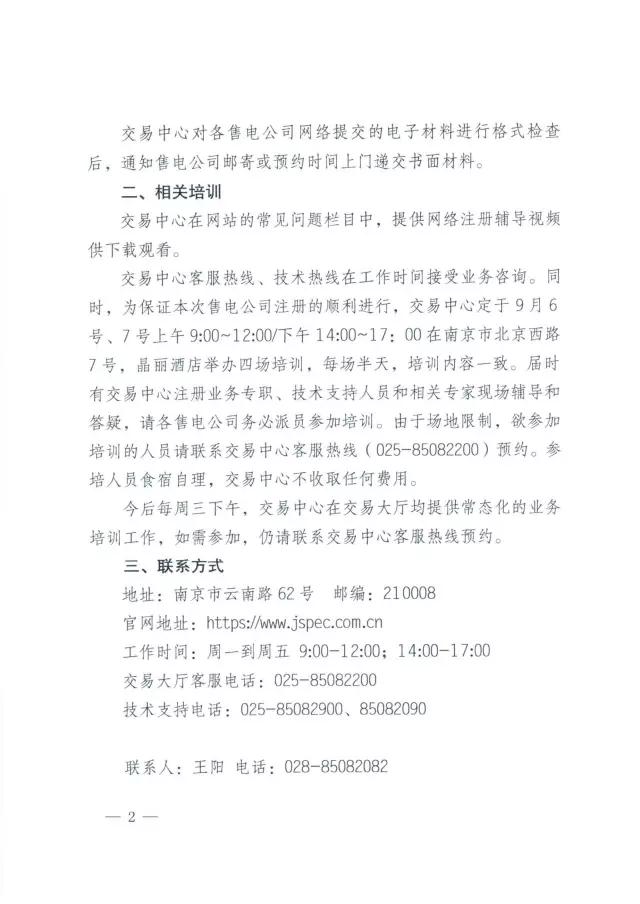 交易中心对各售电公司网络提交的电子材料进行格式检查
后，通知售电公司邮寄或预约时间上门递交书面材料。
二、相关培训
交易中心在网站的常见问题栏目中，提供网络注册辅导视频
供下载观看。
交易中心客服热线、技术热线在工作时间接受业务咨询。同
时，为保证本次售电公司注册的顺利进行，交易中心定于9月6
号、7号上午9:00~12:00/下午14:00~17：00在南京市北京西路
7号，晶丽酒店举办四场培训，每场半天，培训内容一致。届时
有交易中心注册业务专职、技术支持人员和相关专家现场辅导和
答疑，请各售电公司务必派员参加培训。由于场地限制，欲参加
培训的人员请联系交易中心客服热线（025-85082200）预约。参
培人员食宿自理，交易中心不收取任何费用。
今后每周三下午，交易中心在交易大厅均提供常态化的业务
培训工作，如需参加，仍请联系交易中心客服热线预约。
三、联系方式
地址：南京市云南路62号 邮编：210008
官网地址：https://www.jspec.com.cn
工作时间：周一到周五 9:00-12:00；14:00-17:00
交易大厅客服电话：025-85082200
技术支持电话：025-85082900、85082090
联系人：王阳 电话：028-85082082
— 2 —